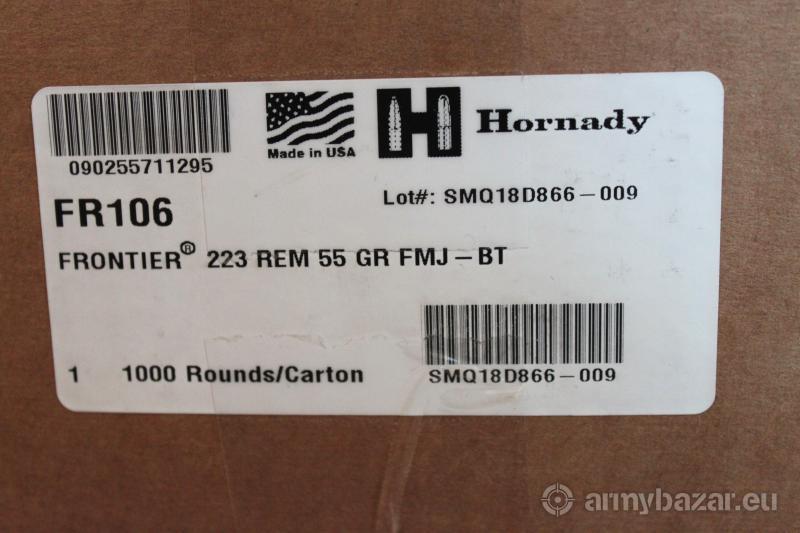 090255711295
Made in USA
Hornady
FR106
Lot#: SMQ18D866-009
FRONTIER® 223 REM 55 GR FMJ-BT
1 1000 Rounds/Carton
SMQ18D866-009
armybazar.eu